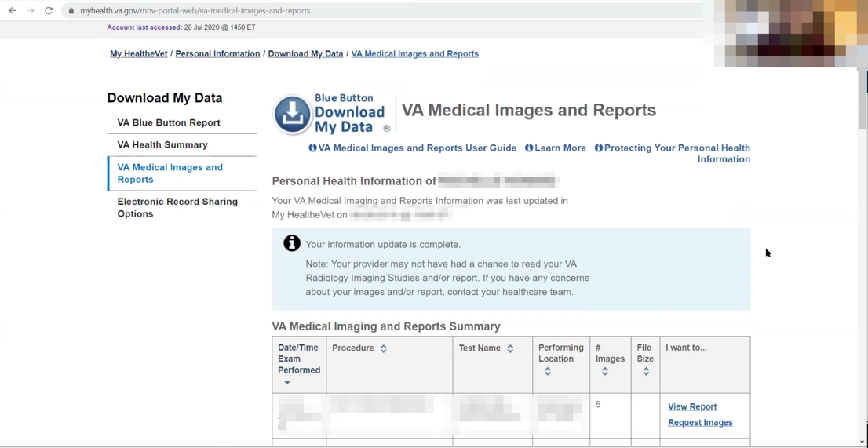 myhealth.va.gov/mhv-portal-web/va-medical-images-and-reports
Account last accessed: 20 Jul 2020 @ 1450 ET
My HealtheVet / Personal Information / Download My Data / VA Medical Images and Reports
Download My Data
VA Blue Button Report
VA Health Summary
VA Medical Images and
Reports
Electronic Record Sharing
Options
Blue Button
Download
My Data ®
VA Medical Images and Reports
VA Medical Images and Reports User Guide
Learn More
Protecting Your Personal Health
Information
Personal Health Information of
Your VA Medical Imaging and Reports Information was last updated in
My HealtheVet on
Your information update is complete.
Note: Your provider may not have had a chance to read your VA
Radiology Imaging Studies and/or report. If you have any concerns
about your images and/or report, contact your healthcare team.
VA Medical Imaging and Reports Summary
Date/Time
Exam
Performed
Procedure
Test Name
Performing
Location
#
Images
File
Size
I want to...
5
View Report
Request Images